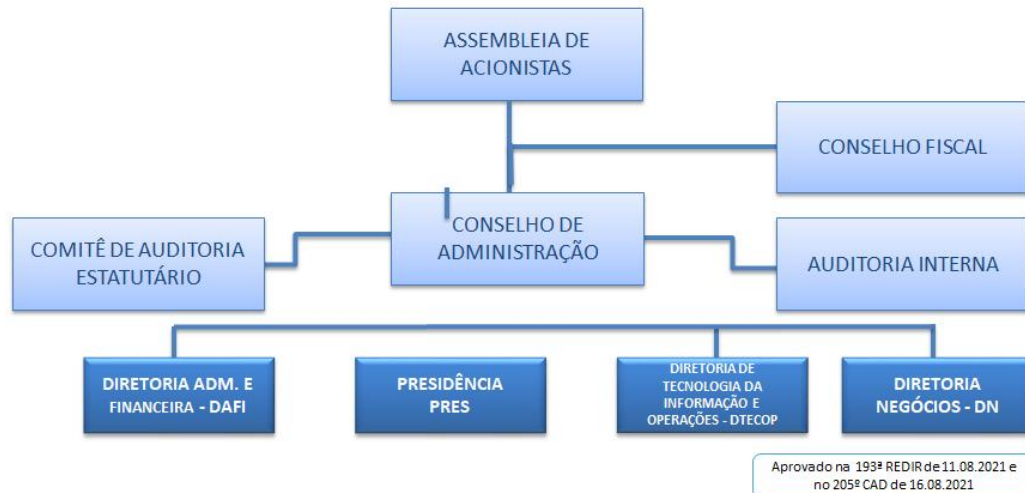 ASSEMBLEIA DE
ACIONISTAS
CONSELHO FISCAL
CONSELHO DE
ADMINISTRAÇÃO
COMITÊ DE AUDITORIA
ESTATUTÁRIO
AUDITORIA INTERNA
DIRETORIA ADM. E
FINANCEIRA - DAFI
PRESIDÊNCIA
PRES
DIRETORIA DE
TECNOLOGIA DA
INFORMAÇÃO E
OPERAÇÕES - DTECOP
DIRETORIA
NEGÓCIOS - DN
Aprovado na 193ª REDIR de 11.08.2021 e
no 205º CAD de 16.08.2021